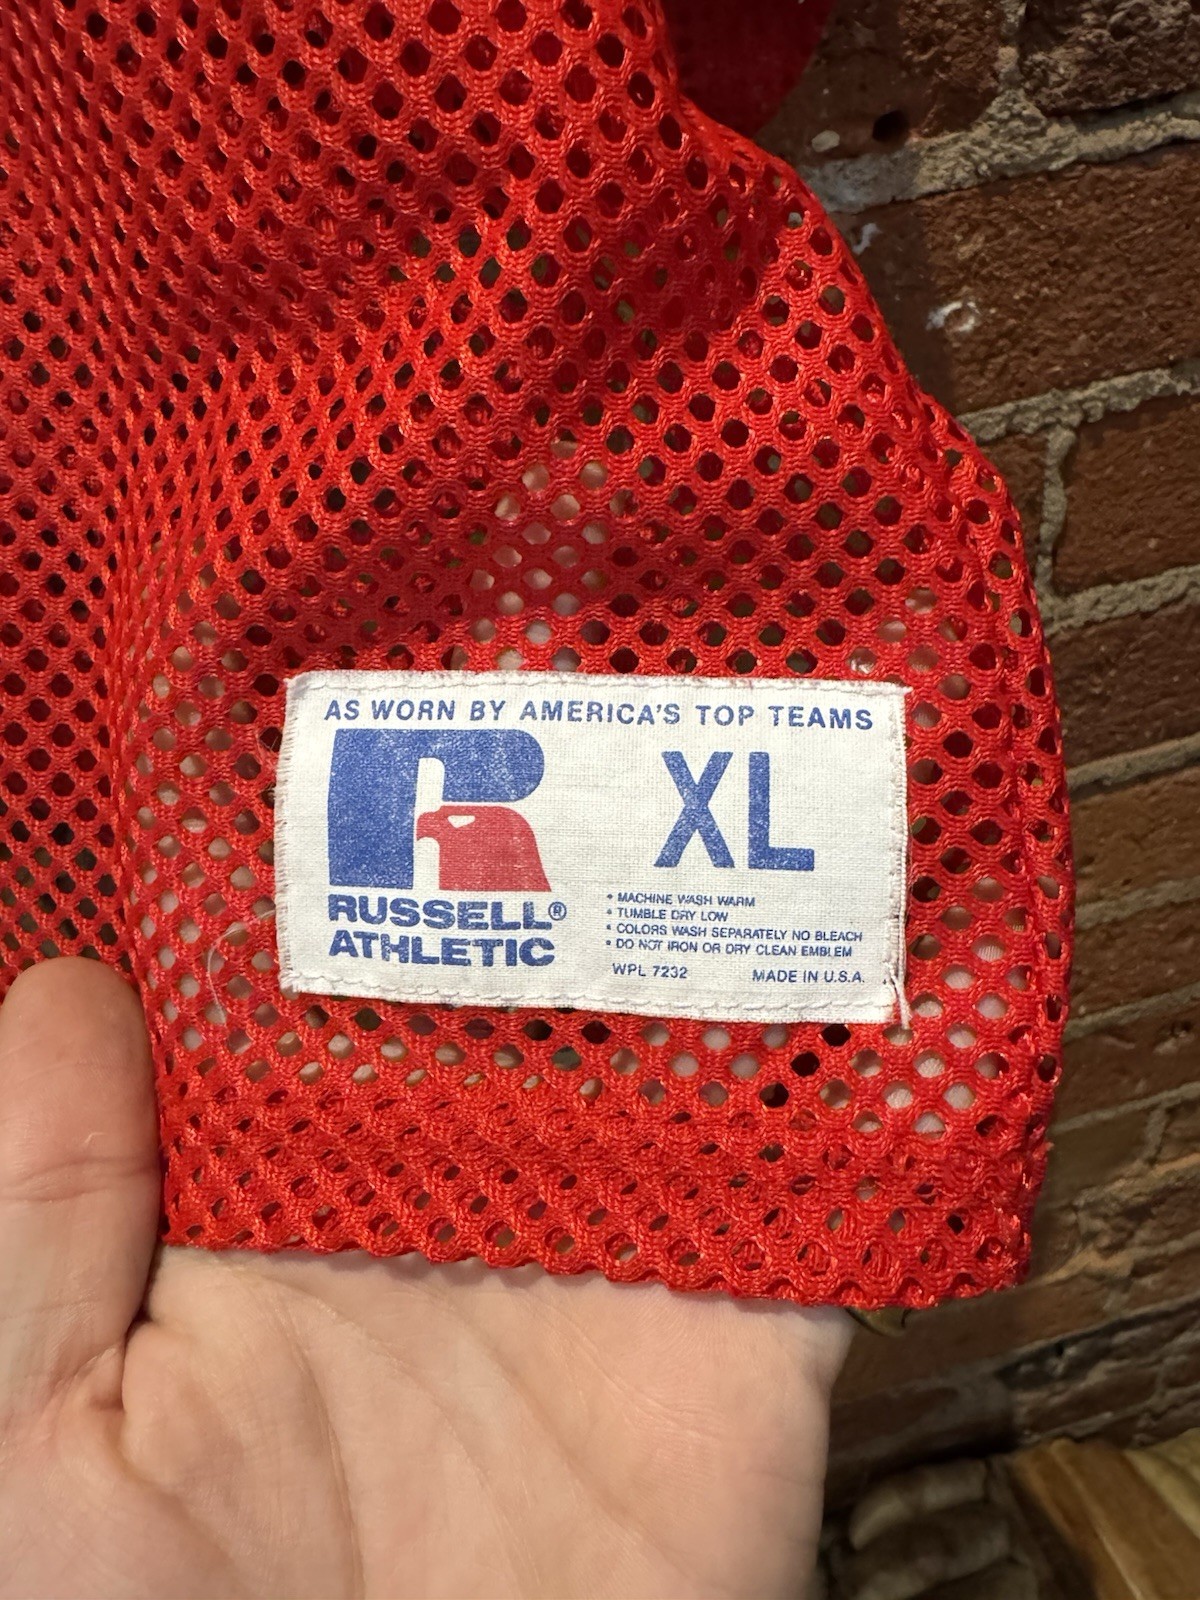 AS WORN BY AMERICA'S TOP TEAMS
XL
RUSSELL®
ATHLETIC
• MACHINE WASH WARM
• TUMBLE DRY LOW
• COLORS WASH SEPARATELY NO BLEACH
• DO NOT IRON OR DRY CLEAN EMBLEM
WPL 7232 MADE IN U.S.A.